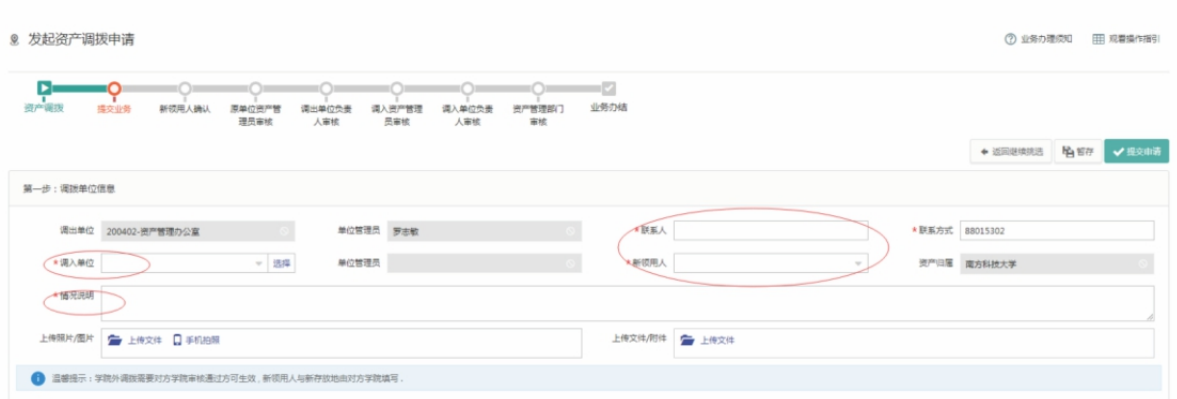 发起资产调拨申请
业务办理须知 观看操作指引
资产调拨 提交业务 新领用人确认 原单位资产管理员审核 调出单位负责人审核 调入资产管理员审核 调入单位负责人审核 资产管理部门审核 业务办结
返回继续挑选 暂存 提交申请
第一步：调拨单位信息
调出单位 200402-资产管理办公室 单位管理员 罗志敏 *联系人 *联系方式 88015302
*调入单位 选择 单位管理员 *新领用人 资产归属 南方科技大学
*情况说明
上传照片/图片 上传文件 手机拍照 上传文件/附件 上传文件
温馨提示：学院外调拨需要对方学院审核通过方可生效，新领用人与新存放地由对方学院填写．